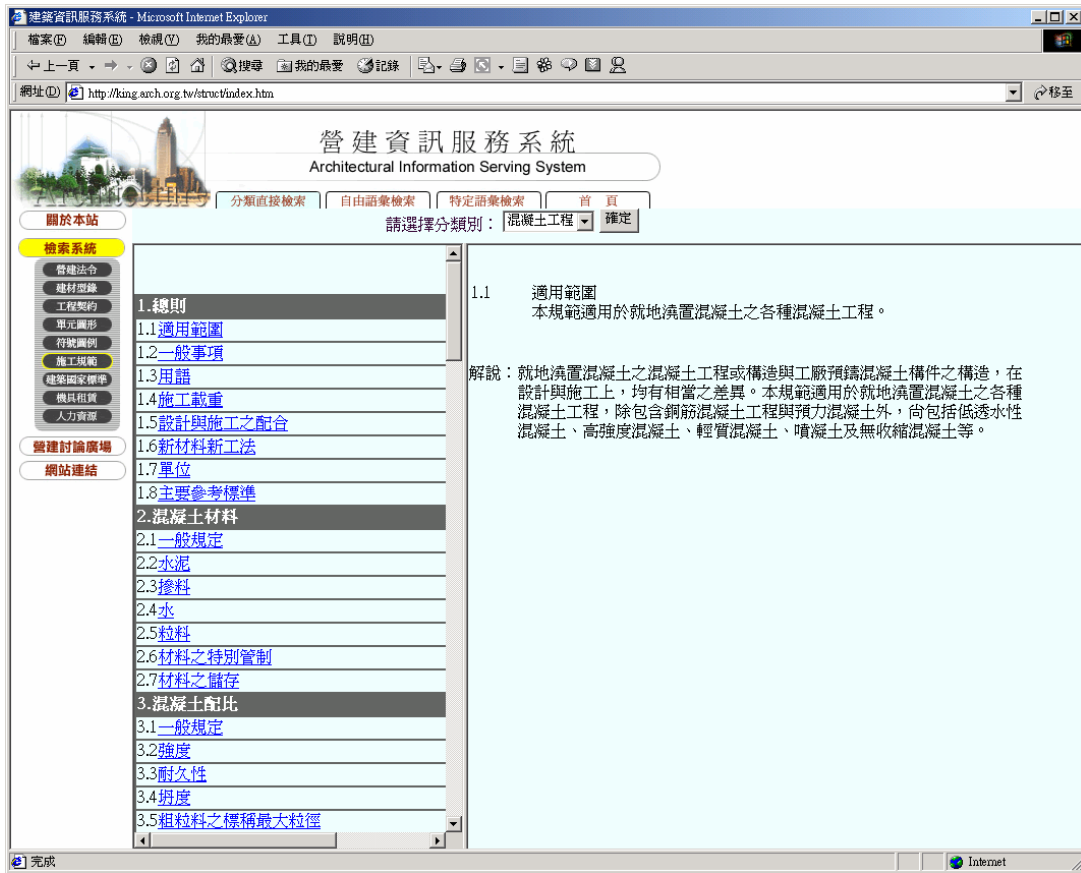 建築資訊服務系統 - Microsoft Internet Explorer
檔案(F) 編輯(E) 檢視(V) 我的最愛(A) 工具(T) 說明(H)
上一頁 搜尋 我的最愛 記錄
網址(D) http://king.arch.org.tw/struct/index.htm 移至
營建資訊服務系統
Architectural Information Serving System
分類直接檢索 自由語彙檢索 特定語彙檢索 首頁
請選擇分類別： 混凝土工程 確定
關於本站
檢索系統
營建法令
建材型錄
工程契約
單元圖形
符號圖例
施工規範
建築國家標準
機具租賃
人力資源
營建討論廣場
網站連結
1.總則
1.1適用範圍
1.2一般事項
1.3用語
1.4施工載重
1.5設計與施工之配合
1.6新材料新工法
1.7單位
1.8主要參考標準
2.混凝土材料
2.1一般規定
2.2水泥
2.3摻料
2.4水
2.5粒料
2.6材料之特別管制
2.7材料之儲存
3.混凝土配比
3.1一般規定
3.2強度
3.3耐久性
3.4坍度
3.5粗粒料之標稱最大粒徑
1.1 適用範圍
本規範適用於就地澆置混凝土之各種混凝土工程。
解說：就地澆置混凝土之混凝土工程或構造與工廠預鑄混凝土構件之構造，在
設計與施工上，均有相當之差異。本規範適用於就地澆置混凝土之各種
混凝土工程，除包含鋼筋混凝土工程與預力混凝土外，尚包括低透水性
混凝土、高強度混凝土、輕質混凝土、噴凝土及無收縮混凝土等。
完成 Internet